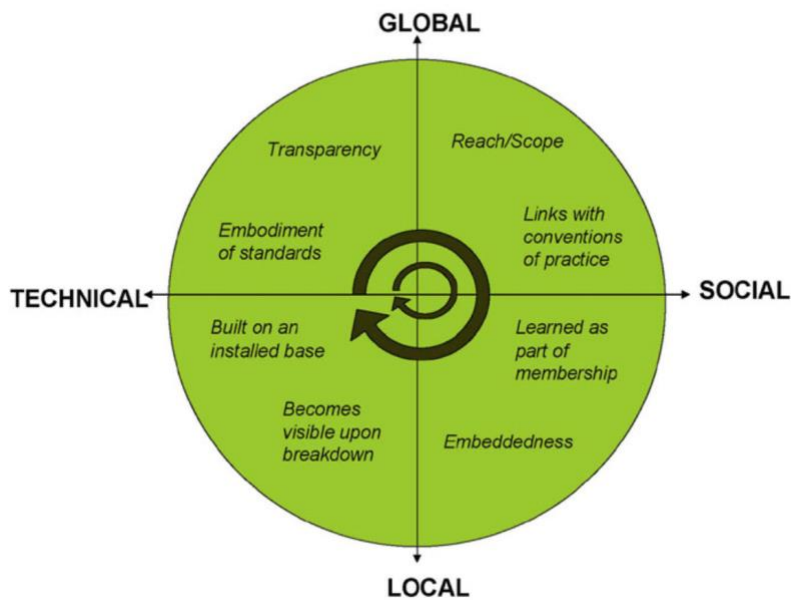 GLOBAL
Transparency
Reach/Scope
Embodiment
of standards
Links with
conventions
of practice
TECHNICAL
SOCIAL
Built on an
installed base
Learned as
part of
membership
Becomes
visible upon
breakdown
Embeddedness
LOCAL